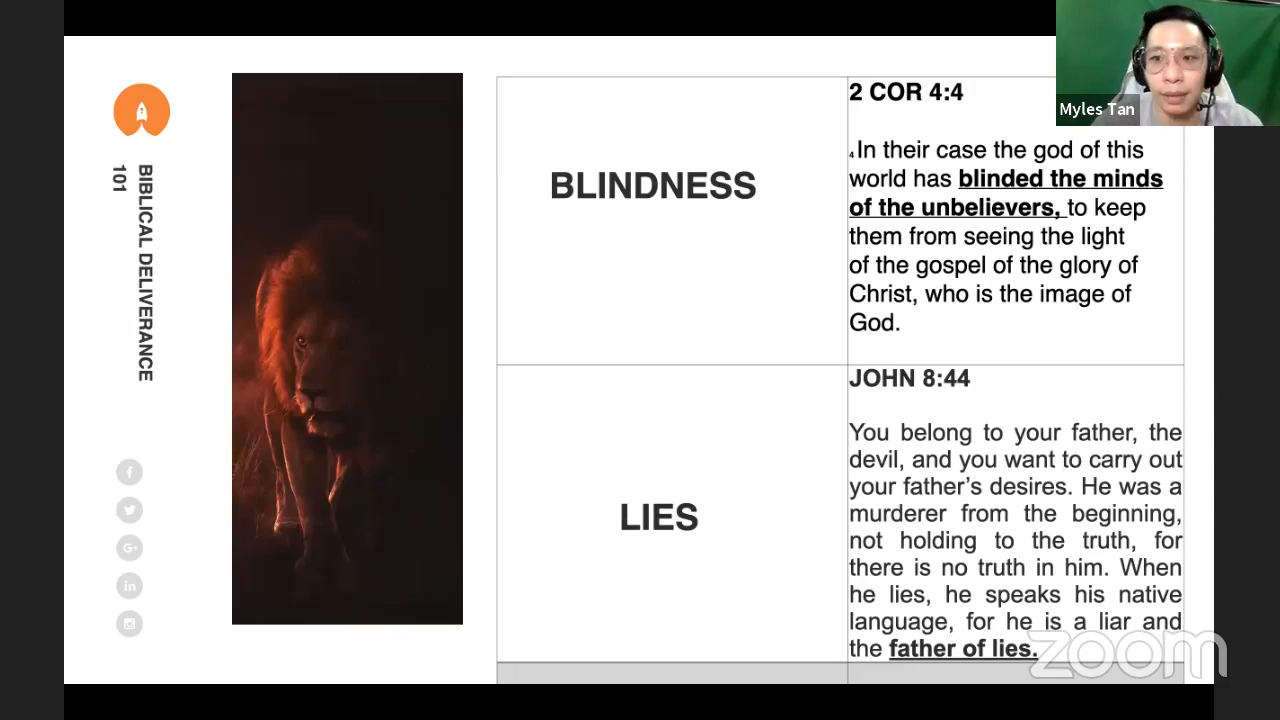 BIBLICAL DELIVERANCE
101
BLINDNESS
2 COR 4:4
4 In their case the god of this
world has blinded the minds
of the unbelievers, to keep
them from seeing the light
of the gospel of the glory of
Christ, who is the image of
God.
LIES
JOHN 8:44
You belong to your father, the
devil, and you want to carry out
your father’s desires. He was a
murderer from the beginning,
not holding to the truth, for
there is no truth in him. When
he lies, he speaks his native
language, for he is a liar and
the father of lies.
Myles Tan
zoom
f
G+
in